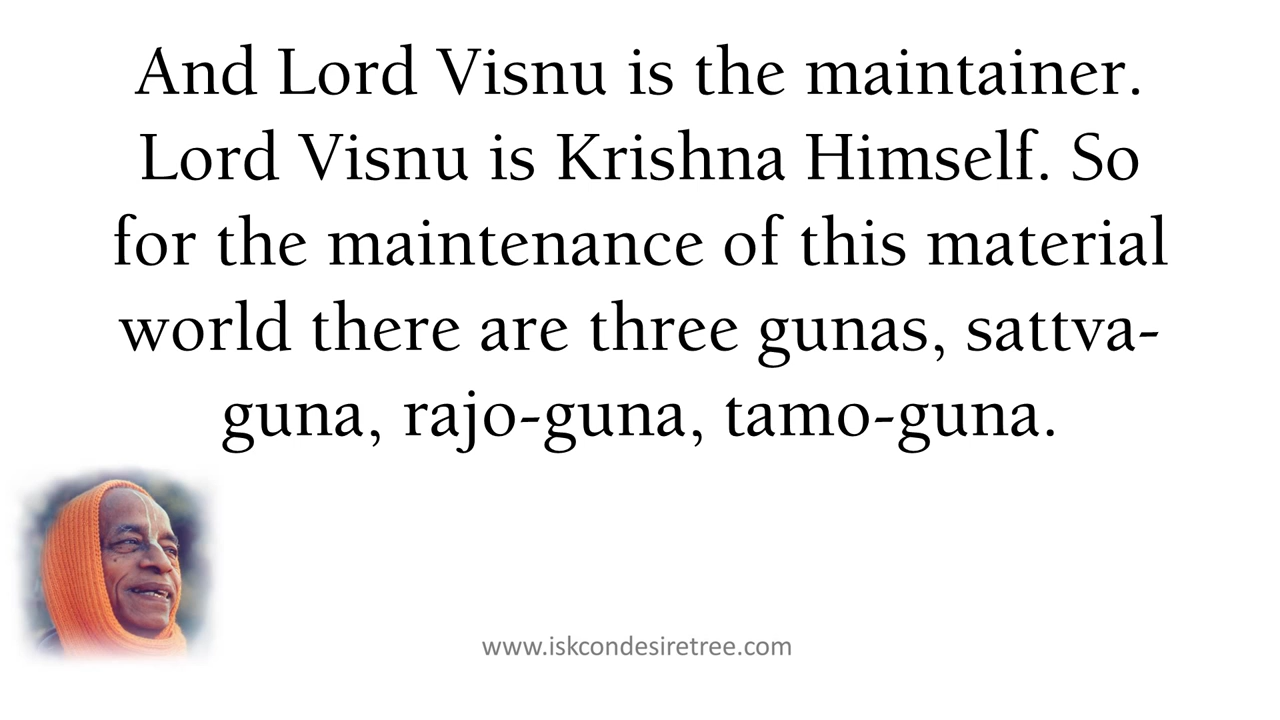 And Lord Visnu is the maintainer.
Lord Visnu is Krishna Himself. So
for the maintenance of this material
world there are three gunas, sattva-
guna, rajo-guna, tamo-guna.
www.iskcondesiretree.com